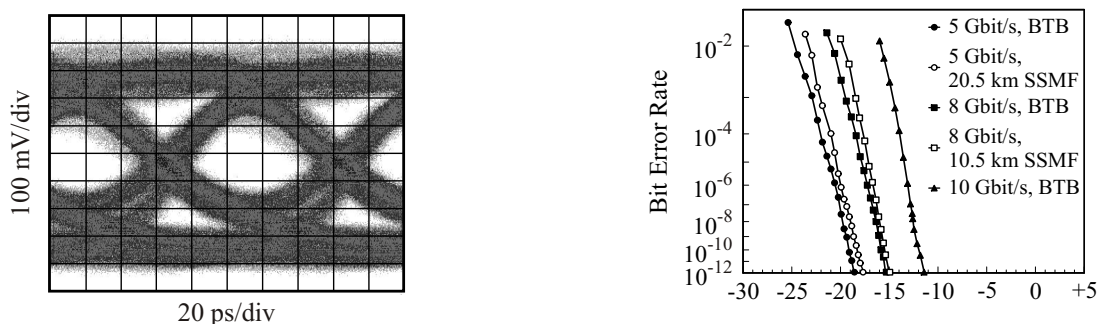 100 mV/div
20 ps/div
Bit Error Rate
10-2
10-4
10-6
10-8
10-10
10-12
-30 -25 -20 -15 -10 0 +5
5 Gbit/s, BTB
5 Gbit/s,
20.5 km SSMF
8 Gbit/s, BTB
8 Gbit/s,
10.5 km SSMF
10 Gbit/s, BTB